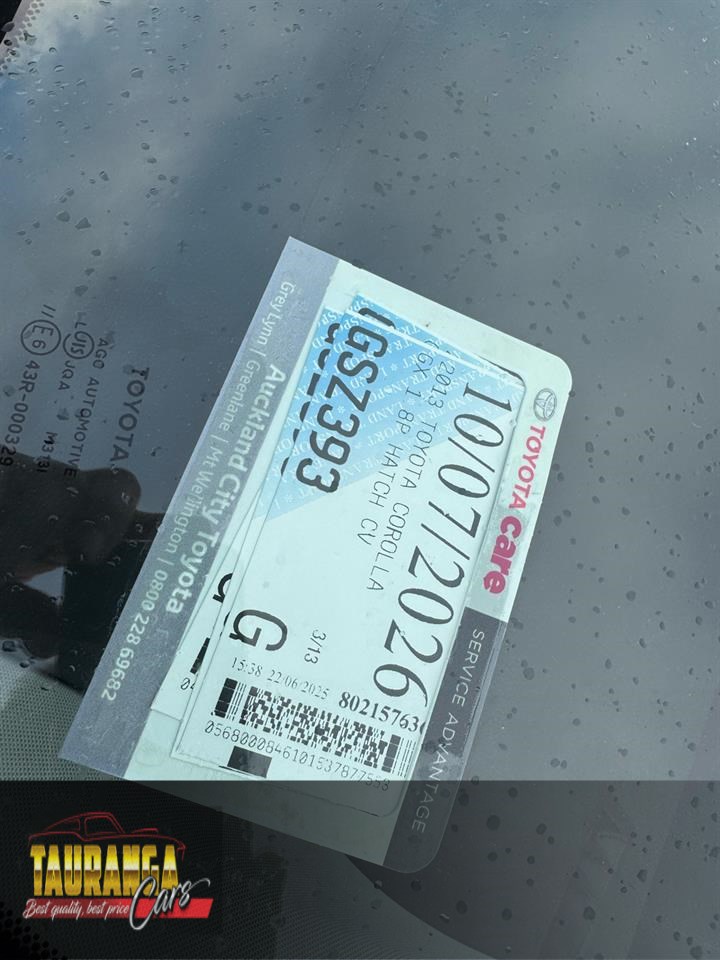 TOYOTA care
SERVICE ADVANTAGE
10/07/2026
2013 TOYOTA COROLLA
GX 1.8P HATCH CV
GSZ393
G
3/13
15:38 22/06/2025
80215763
Auckland City Toyota
Grey Lynn | Greenlane | Mt Wellington | 0800 228 69682
TOYOTA
AGC AUTOMOTIVE
M3131
E6 43R-000329
TAURANGA
Cars
Best quality, best price